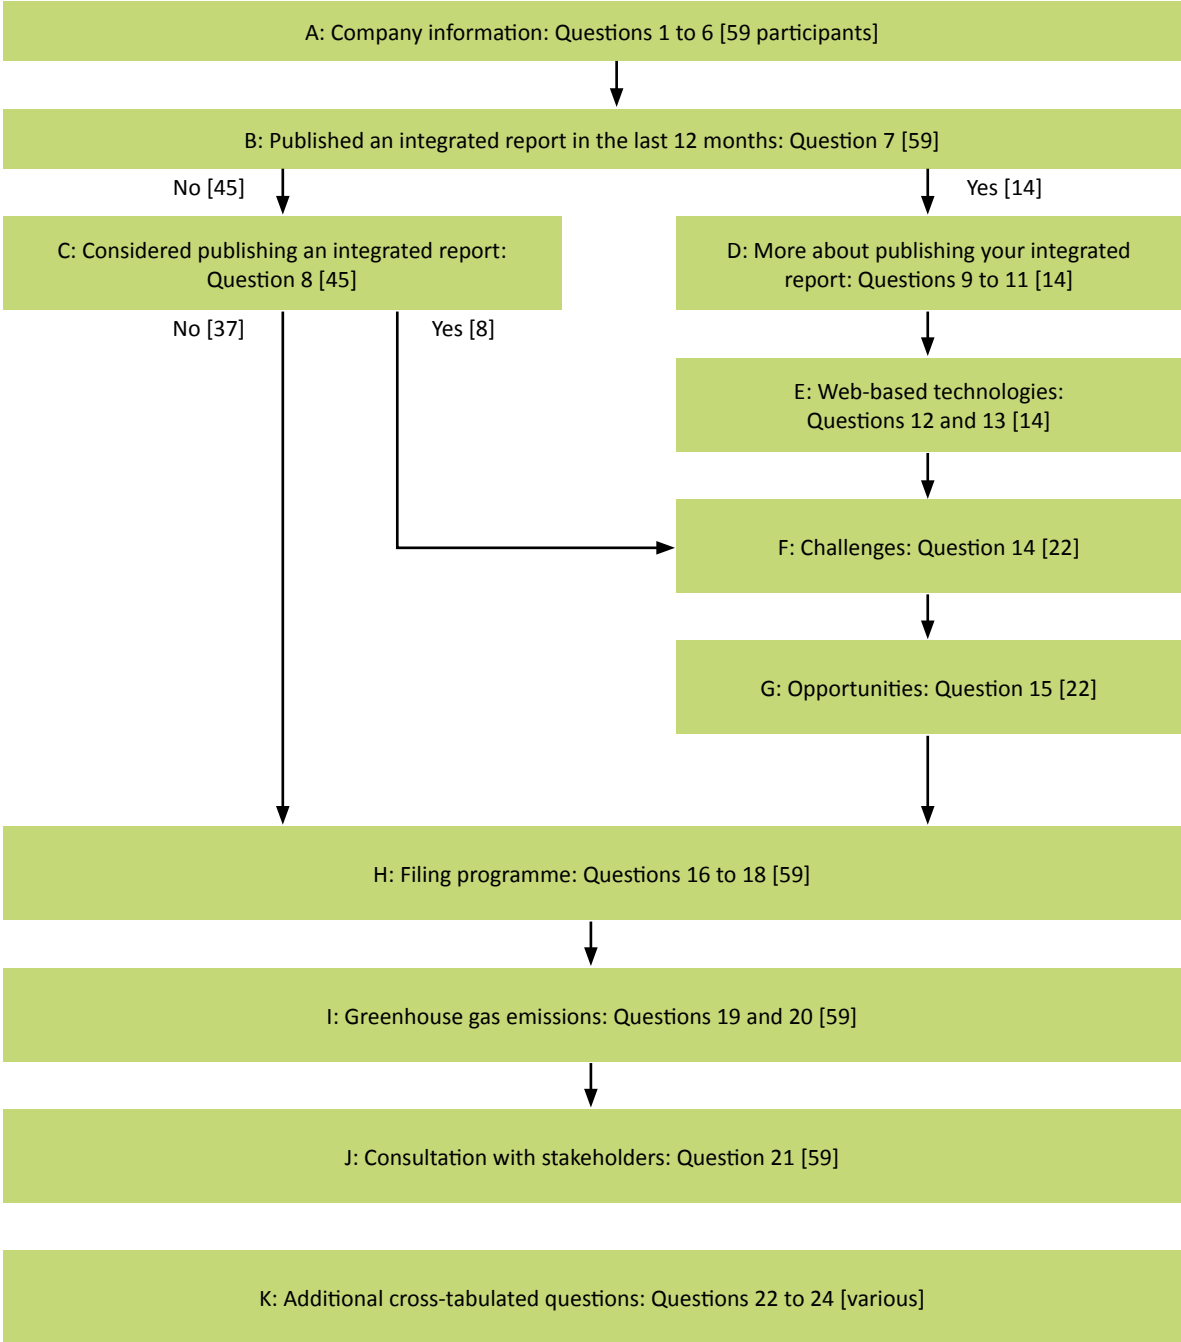 A: Company information: Questions 1 to 6 [59 participants]
B: Published an integrated report in the last 12 months: Question 7 [59]
No [45]
Yes [14]
C: Considered publishing an integrated report:
Question 8 [45]
D: More about publishing your integrated
report: Questions 9 to 11 [14]
No [37]
Yes [8]
E: Web-based technologies:
Questions 12 and 13 [14]
F: Challenges: Question 14 [22]
G: Opportunities: Question 15 [22]
H: Filing programme: Questions 16 to 18 [59]
I: Greenhouse gas emissions: Questions 19 and 20 [59]
J: Consultation with stakeholders: Question 21 [59]
K: Additional cross-tabulated questions: Questions 22 to 24 [various]